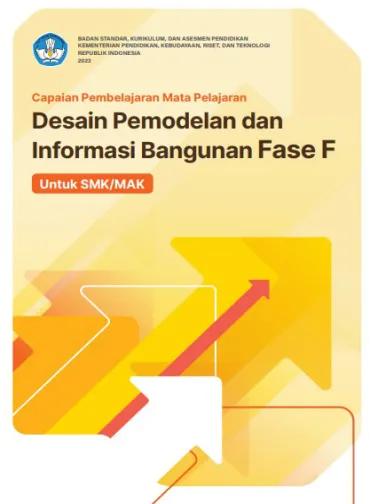 BADAN STANDAR, KURIKULUM, DAN ASESMEN PENDIDIKAN
KEMENTERIAN PENDIDIKAN, KEBUDAYAAN, RISET, DAN TEKNOLOGI
REPUBLIK INDONESIA
2022
Capaian Pembelajaran Mata Pelajaran
Desain Pemodelan dan
Informasi Bangunan Fase F
Untuk SMK/MAK